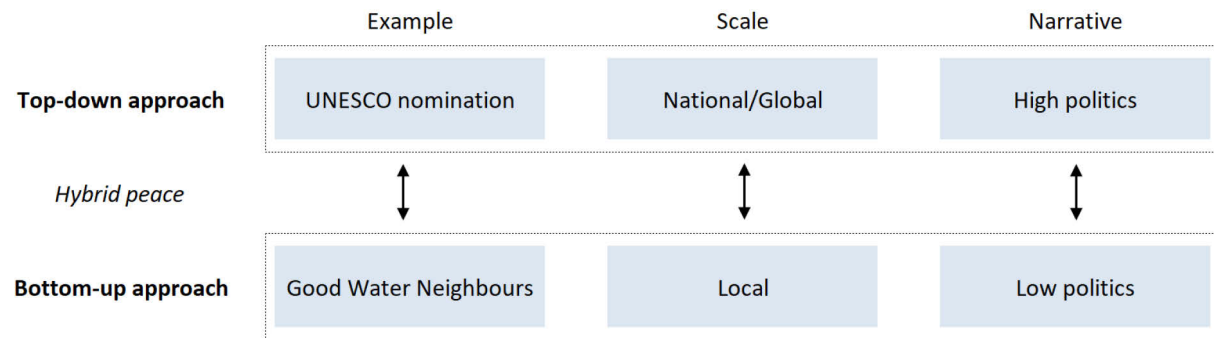 Example Scale Narrative
Top-down approach UNESCO nomination National/Global High politics
Hybrid peace
Bottom-up approach Good Water Neighbours Local Low politics